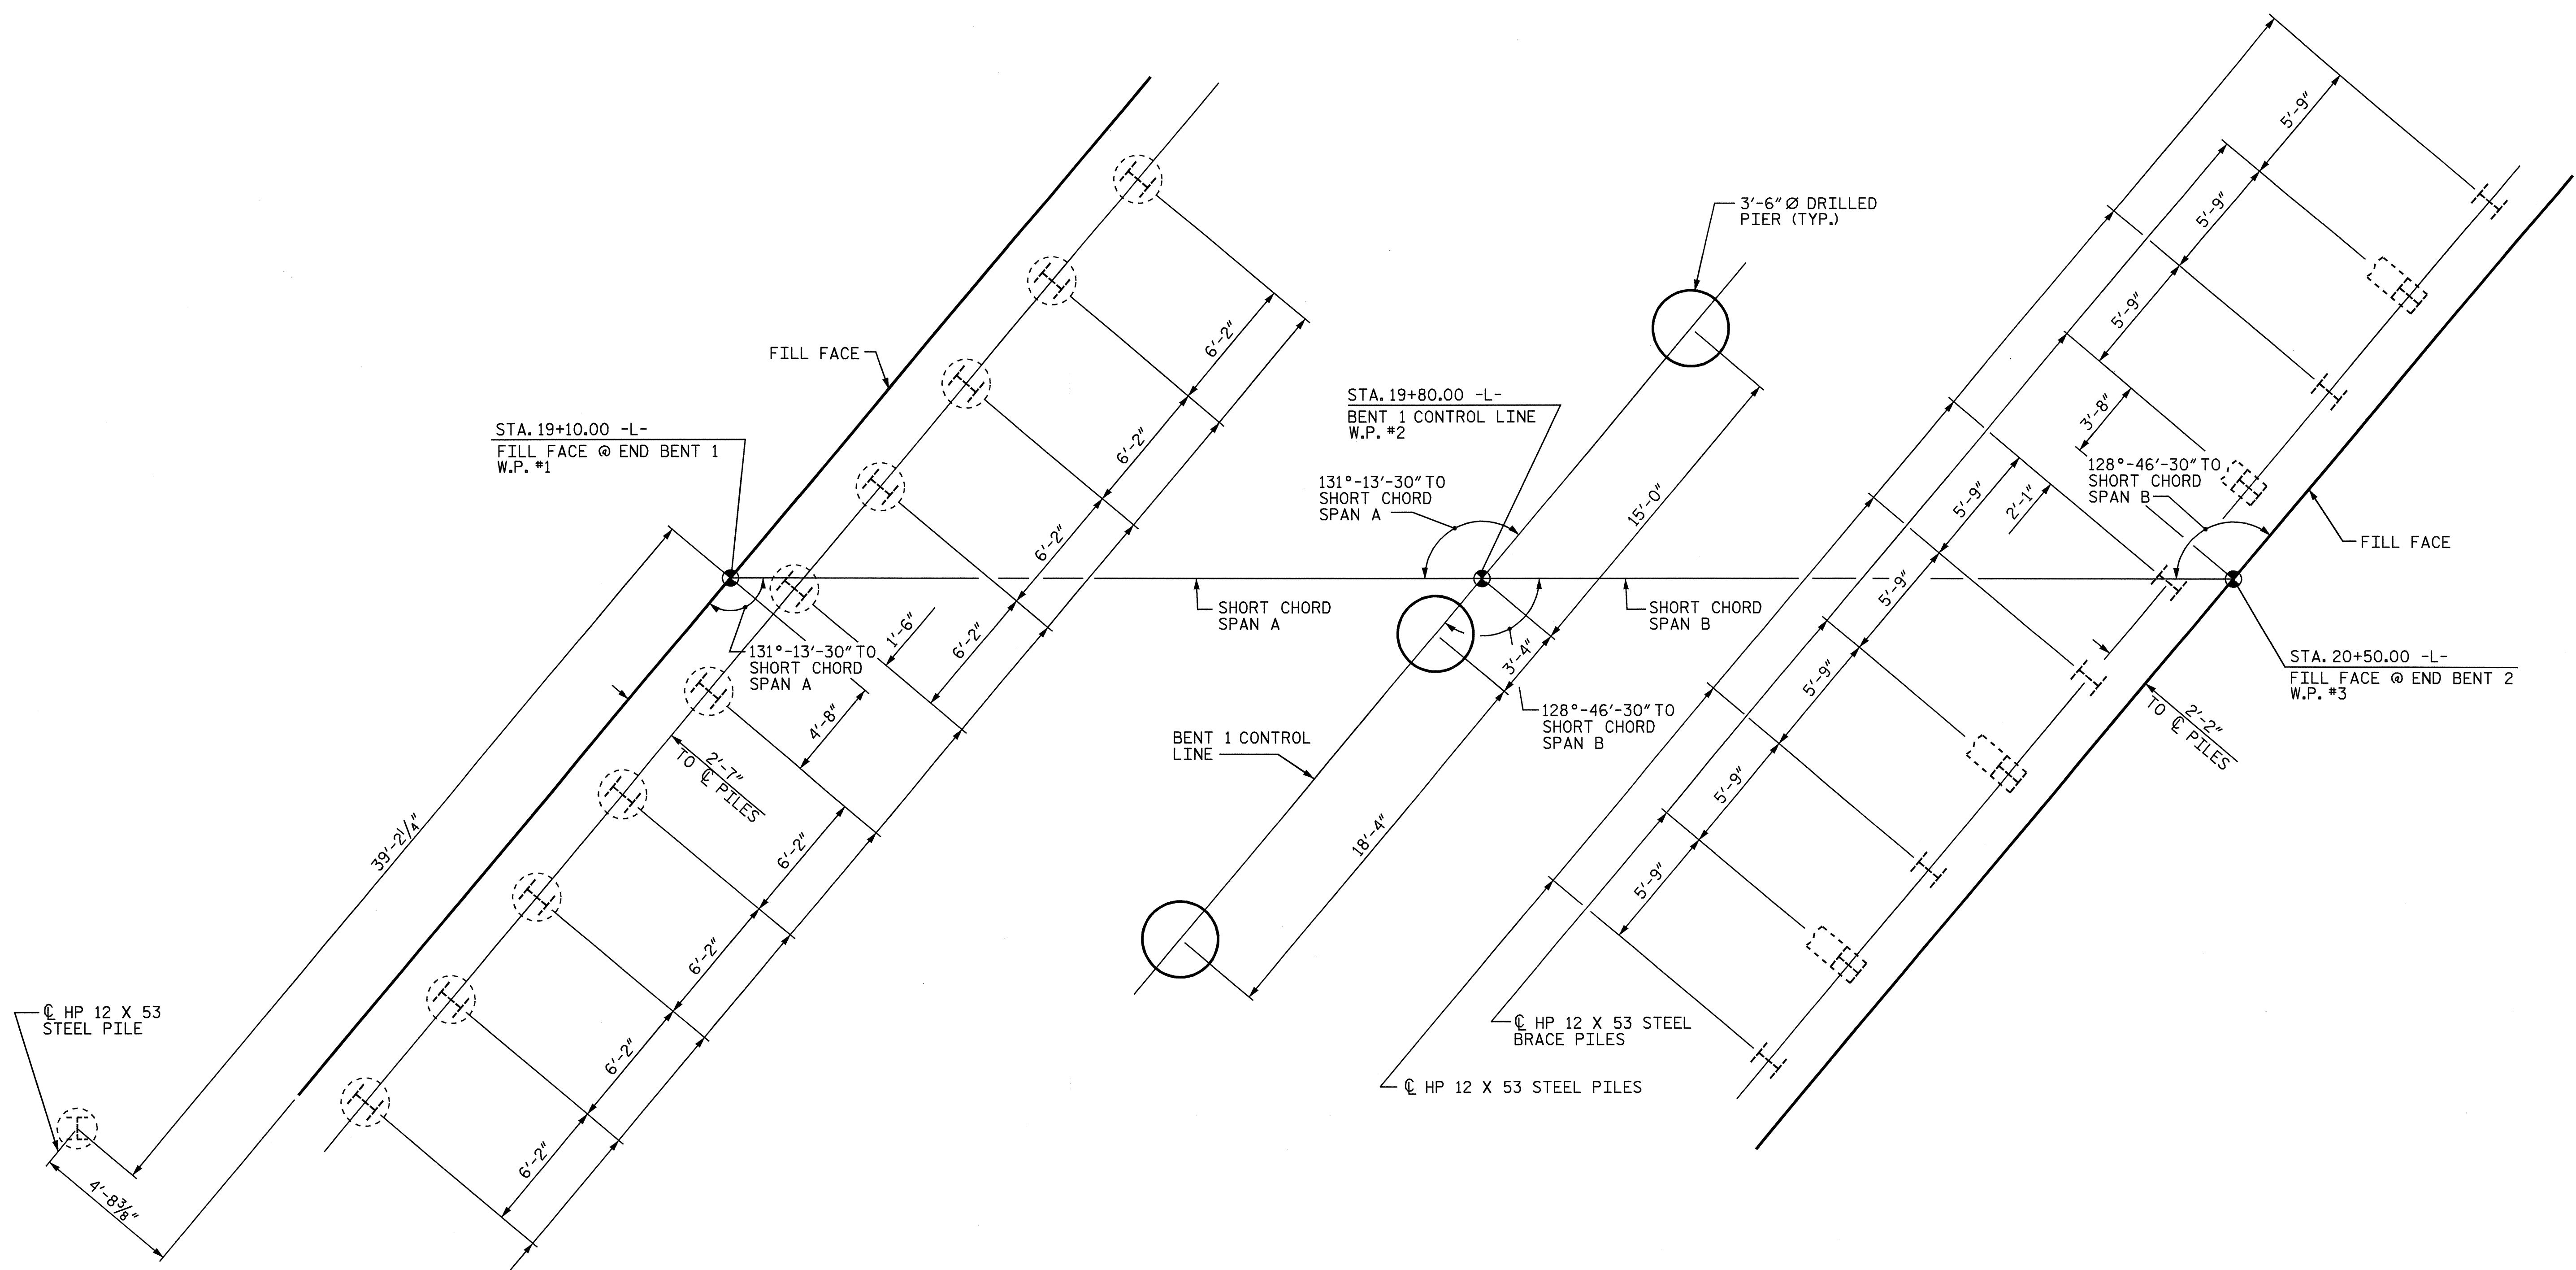 5'-9"
5'-9"
5'-9"
3'-6" Ø DRILLED
PIER (TYP.)
FILL FACE
6'-2"
STA. 19+80.00 -L-
BENT 1 CONTROL LINE
W.P. #2
3'-8"
STA. 19+10.00 -L-
FILL FACE @ END BENT 1
W.P. #1
6'-2"
131°-13'-30" TO
SHORT CHORD
SPAN A
15'-0"
5'-9"
2'-1"
128°-46'-30" TO
SHORT CHORD
SPAN B
FILL FACE
6'-2"
5'-9"
SHORT CHORD
SPAN A
SHORT CHORD
SPAN B
1'-6"
6'-2"
131°-13'-30" TO
SHORT CHORD
SPAN A
3'-4"
5'-9"
STA. 20+50.00 -L-
FILL FACE @ END BENT 2
W.P. #3
4'-8"
128°-46'-30" TO
SHORT CHORD
SPAN B
2'-2"
TO ℄ PILES
BENT 1 CONTROL
LINE
2'-7"
TO ℄ PILES
5'-9"
39'-2¼"
6'-2"
18'-4"
5'-9"
6'-2"
℄ HP 12 X 53
STEEL PILE
6'-2"
℄ HP 12 X 53 STEEL
BRACE PILES
℄ HP 12 X 53 STEEL PILES
6'-2"
4'-8⅜"